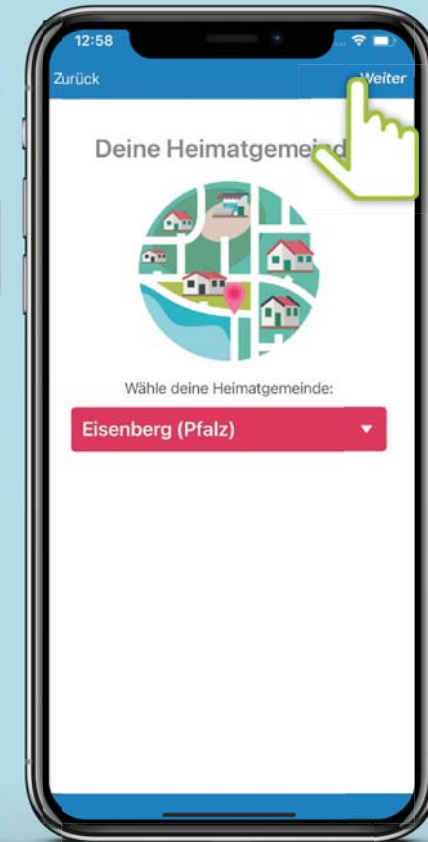 12:58
Zurück Weiter
Deine Heimatgemeind
Wähle deine Heimatgemeinde:
Eisenberg (Pfalz)